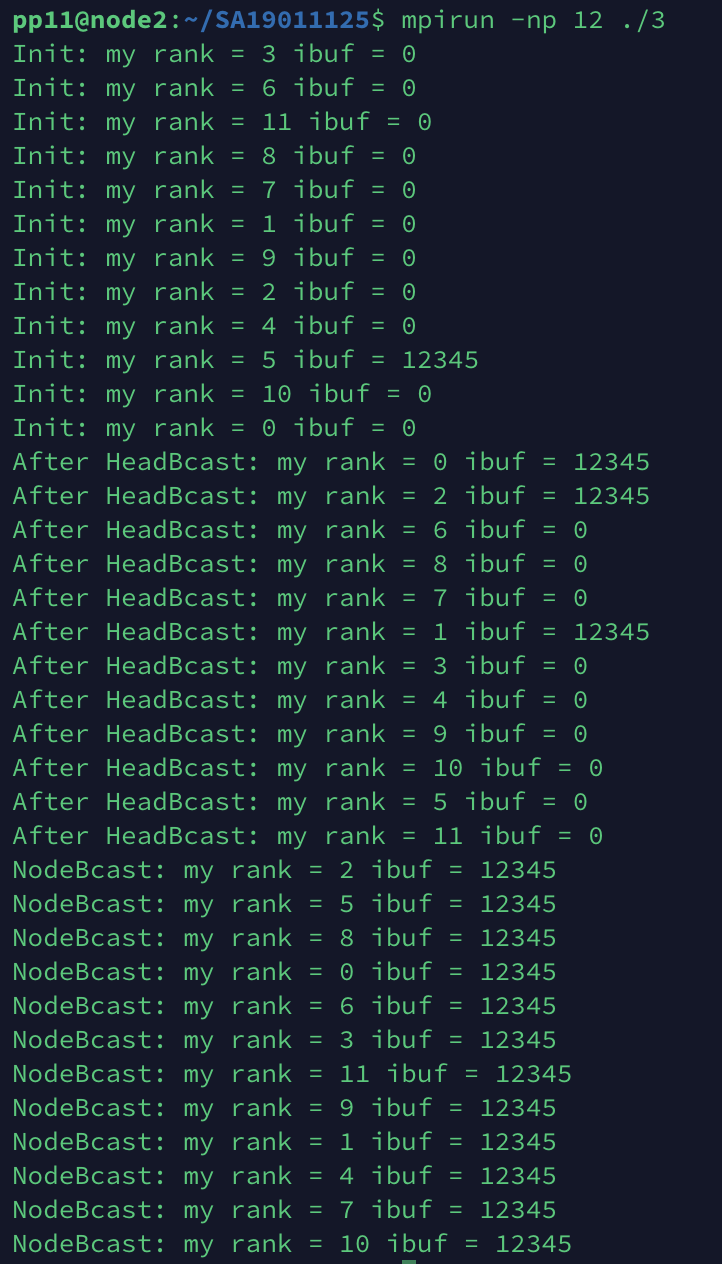 pp11@node2:~/SA19011125$ mpirun -np 12 ./3
Init: my rank = 3 ibuf = 0
Init: my rank = 6 ibuf = 0
Init: my rank = 11 ibuf = 0
Init: my rank = 8 ibuf = 0
Init: my rank = 7 ibuf = 0
Init: my rank = 1 ibuf = 0
Init: my rank = 9 ibuf = 0
Init: my rank = 2 ibuf = 0
Init: my rank = 4 ibuf = 0
Init: my rank = 5 ibuf = 12345
Init: my rank = 10 ibuf = 0
Init: my rank = 0 ibuf = 0
After HeadBcast: my rank = 0 ibuf = 12345
After HeadBcast: my rank = 2 ibuf = 12345
After HeadBcast: my rank = 6 ibuf = 0
After HeadBcast: my rank = 8 ibuf = 0
After HeadBcast: my rank = 7 ibuf = 0
After HeadBcast: my rank = 1 ibuf = 12345
After HeadBcast: my rank = 3 ibuf = 0
After HeadBcast: my rank = 4 ibuf = 0
After HeadBcast: my rank = 9 ibuf = 0
After HeadBcast: my rank = 10 ibuf = 0
After HeadBcast: my rank = 5 ibuf = 0
After HeadBcast: my rank = 11 ibuf = 0
NodeBcast: my rank = 2 ibuf = 12345
NodeBcast: my rank = 5 ibuf = 12345
NodeBcast: my rank = 8 ibuf = 12345
NodeBcast: my rank = 0 ibuf = 12345
NodeBcast: my rank = 6 ibuf = 12345
NodeBcast: my rank = 3 ibuf = 12345
NodeBcast: my rank = 11 ibuf = 12345
NodeBcast: my rank = 9 ibuf = 12345
NodeBcast: my rank = 1 ibuf = 12345
NodeBcast: my rank = 4 ibuf = 12345
NodeBcast: my rank = 7 ibuf = 12345
NodeBcast: my rank = 10 ibuf = 12345